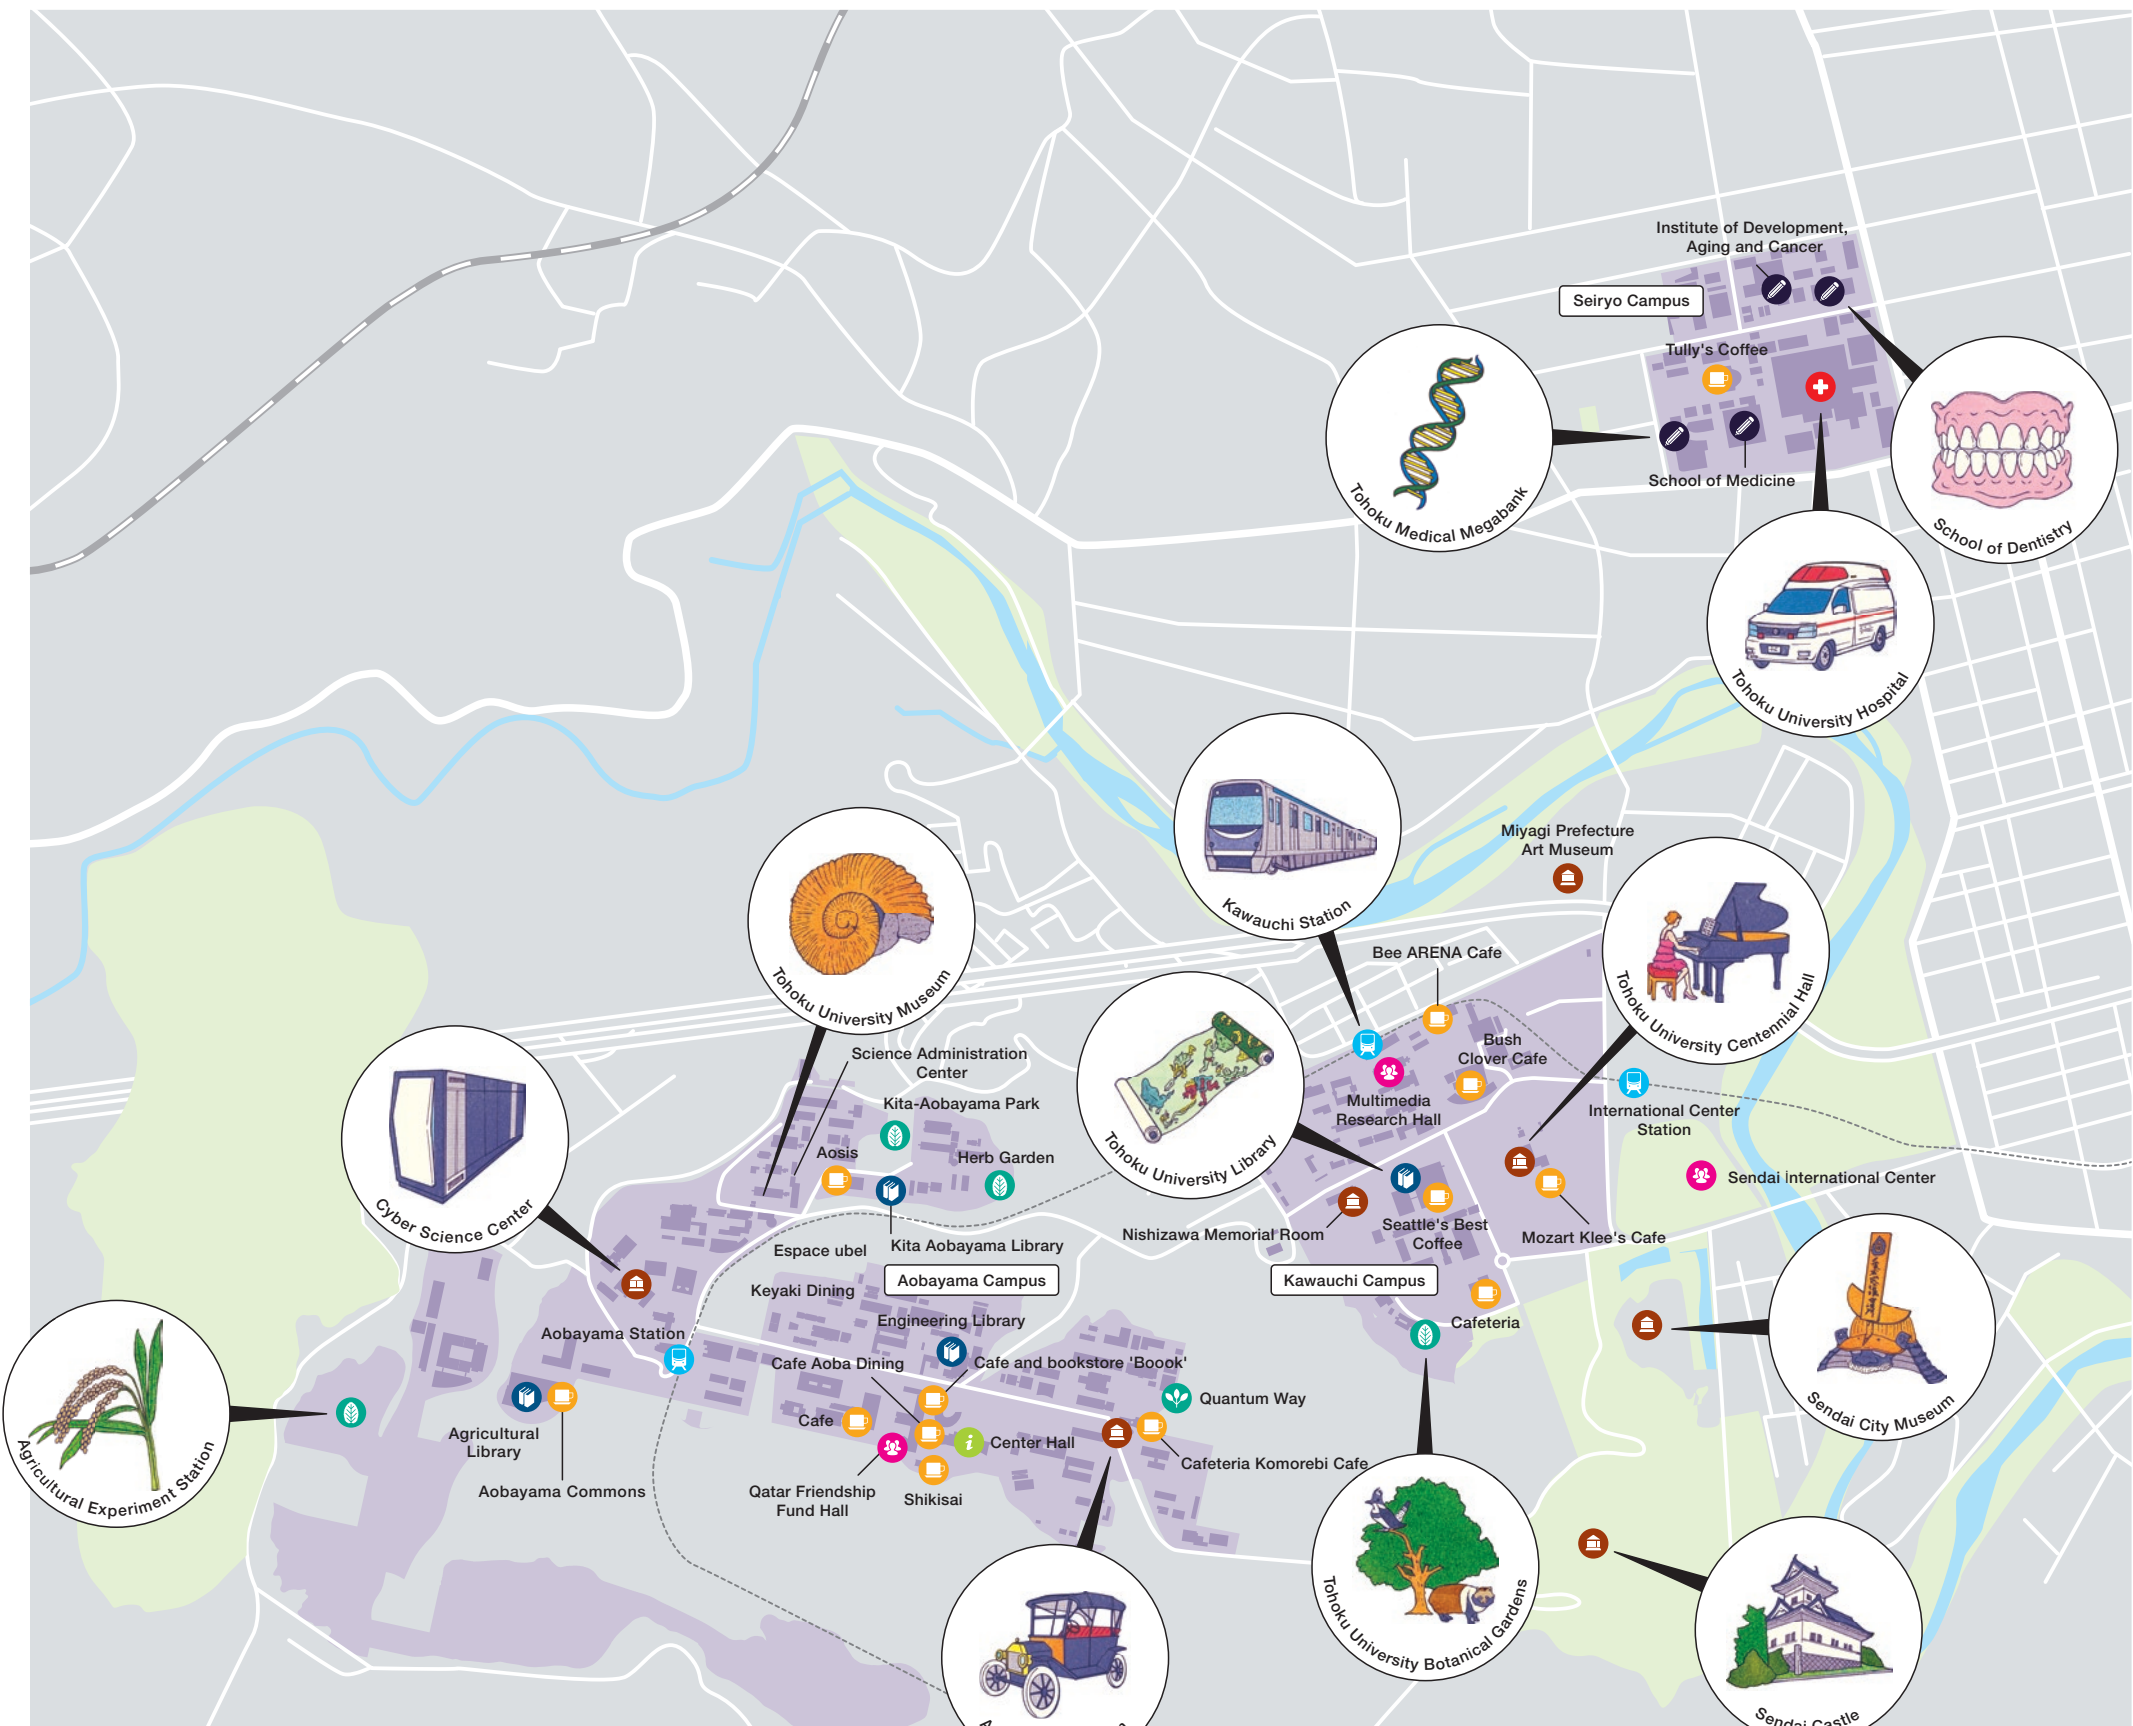 Institute of Development,
Aging and Cancer
Seiryo Campus
Tully's Coffee
School of Medicine
Tohoku Medical Megabank
School of Dentistry
Tohoku University Hospital
Kawauchi Station
Miyagi Prefecture
Art Museum
Tohoku University Museum
Bee ARENA Cafe
Tohoku University Centennial Hall
Bush
Clover Cafe
Science Administration
Center
Kita-Aobayama Park
Multimedia
Research Hall
International Center
Station
Tohoku University Library
Aosis
Herb Garden
Sendai International Center
Cyber Science Center
Nishizawa Memorial Room
Seattle's Best
Coffee
Mozart Klee's Cafe
Espace ubel
Kita Aobayama Library
Aobayama Campus
Kawauchi Campus
Keyaki Dining
Engineering Library
Cafeteria
Aobayama Station
Cafe Aoba Dining
Cafe and bookstore 'Boook'
Quantum Way
Sendai City Museum
Cafe
Agricultural
Library
Center Hall
Cafeteria Komorebi Cafe
Agricultural Experiment Station
Aobayama Commons
Qatar Friendship
Fund Hall
Shikisai
Tohoku University Botanical Gardens
Sendai Castle